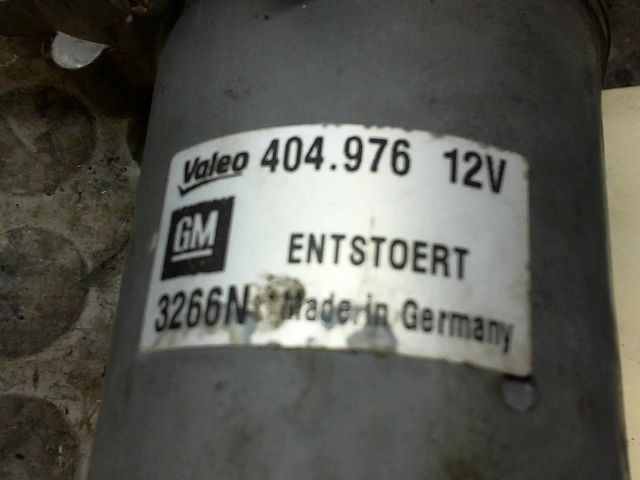 Valeo 404.976 12V
GM ENTSTOERT
3266N Made in Germany